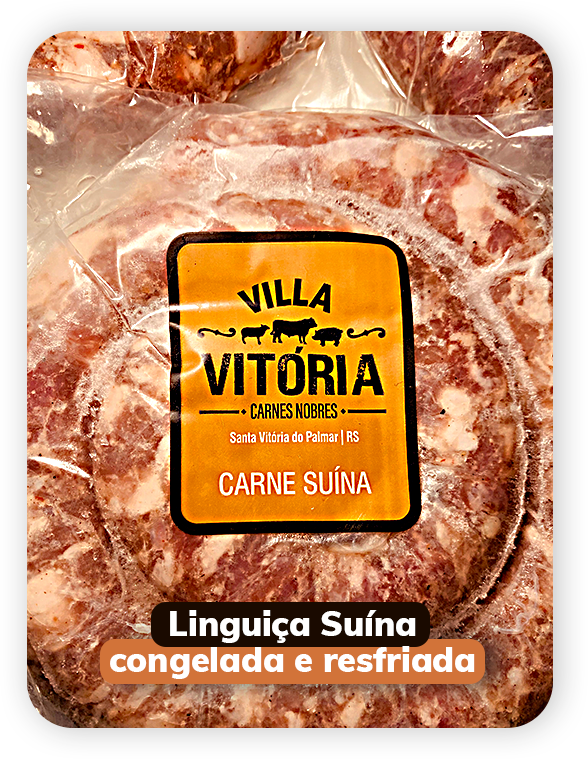 VILLA
VITÓRIA
CARNES NOBRES
Santa Vitória do Palmar | RS
CARNE SUÍNA
Linguiça Suína
congelada e resfriada